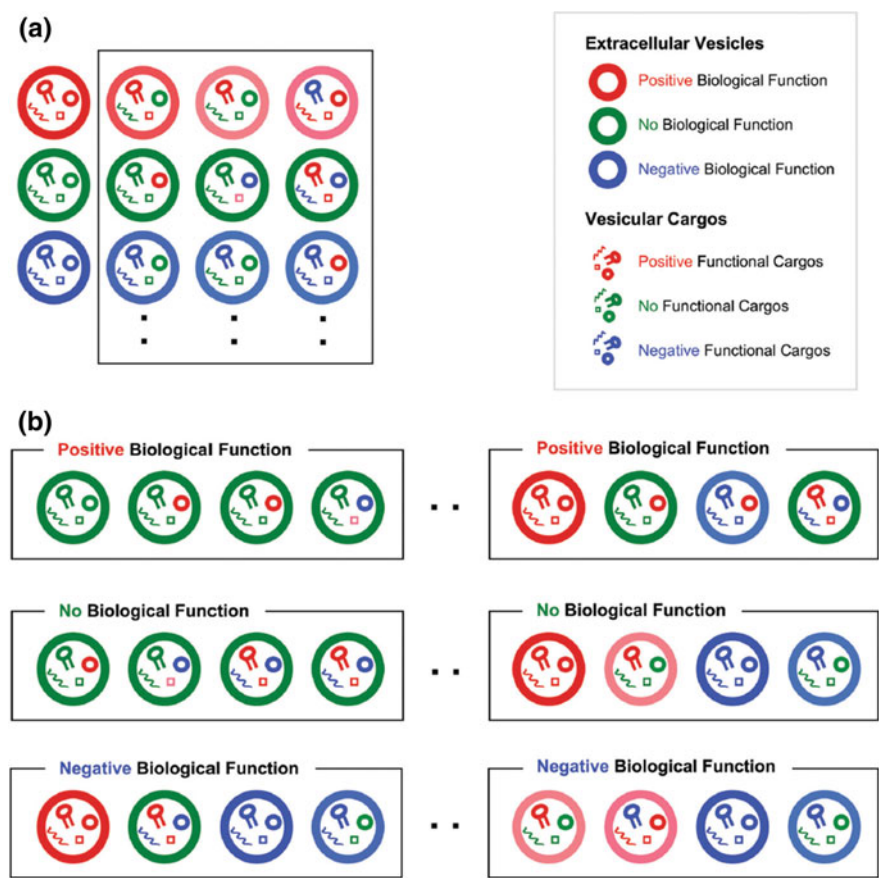 (a)
Extracellular Vesicles
Positive Biological Function
No Biological Function
Negative Biological Function
Vesicular Cargos
Positive Functional Cargos
No Functional Cargos
Negative Functional Cargos
(b)
Positive Biological Function
Positive Biological Function
No Biological Function
No Biological Function
Negative Biological Function
Negative Biological Function